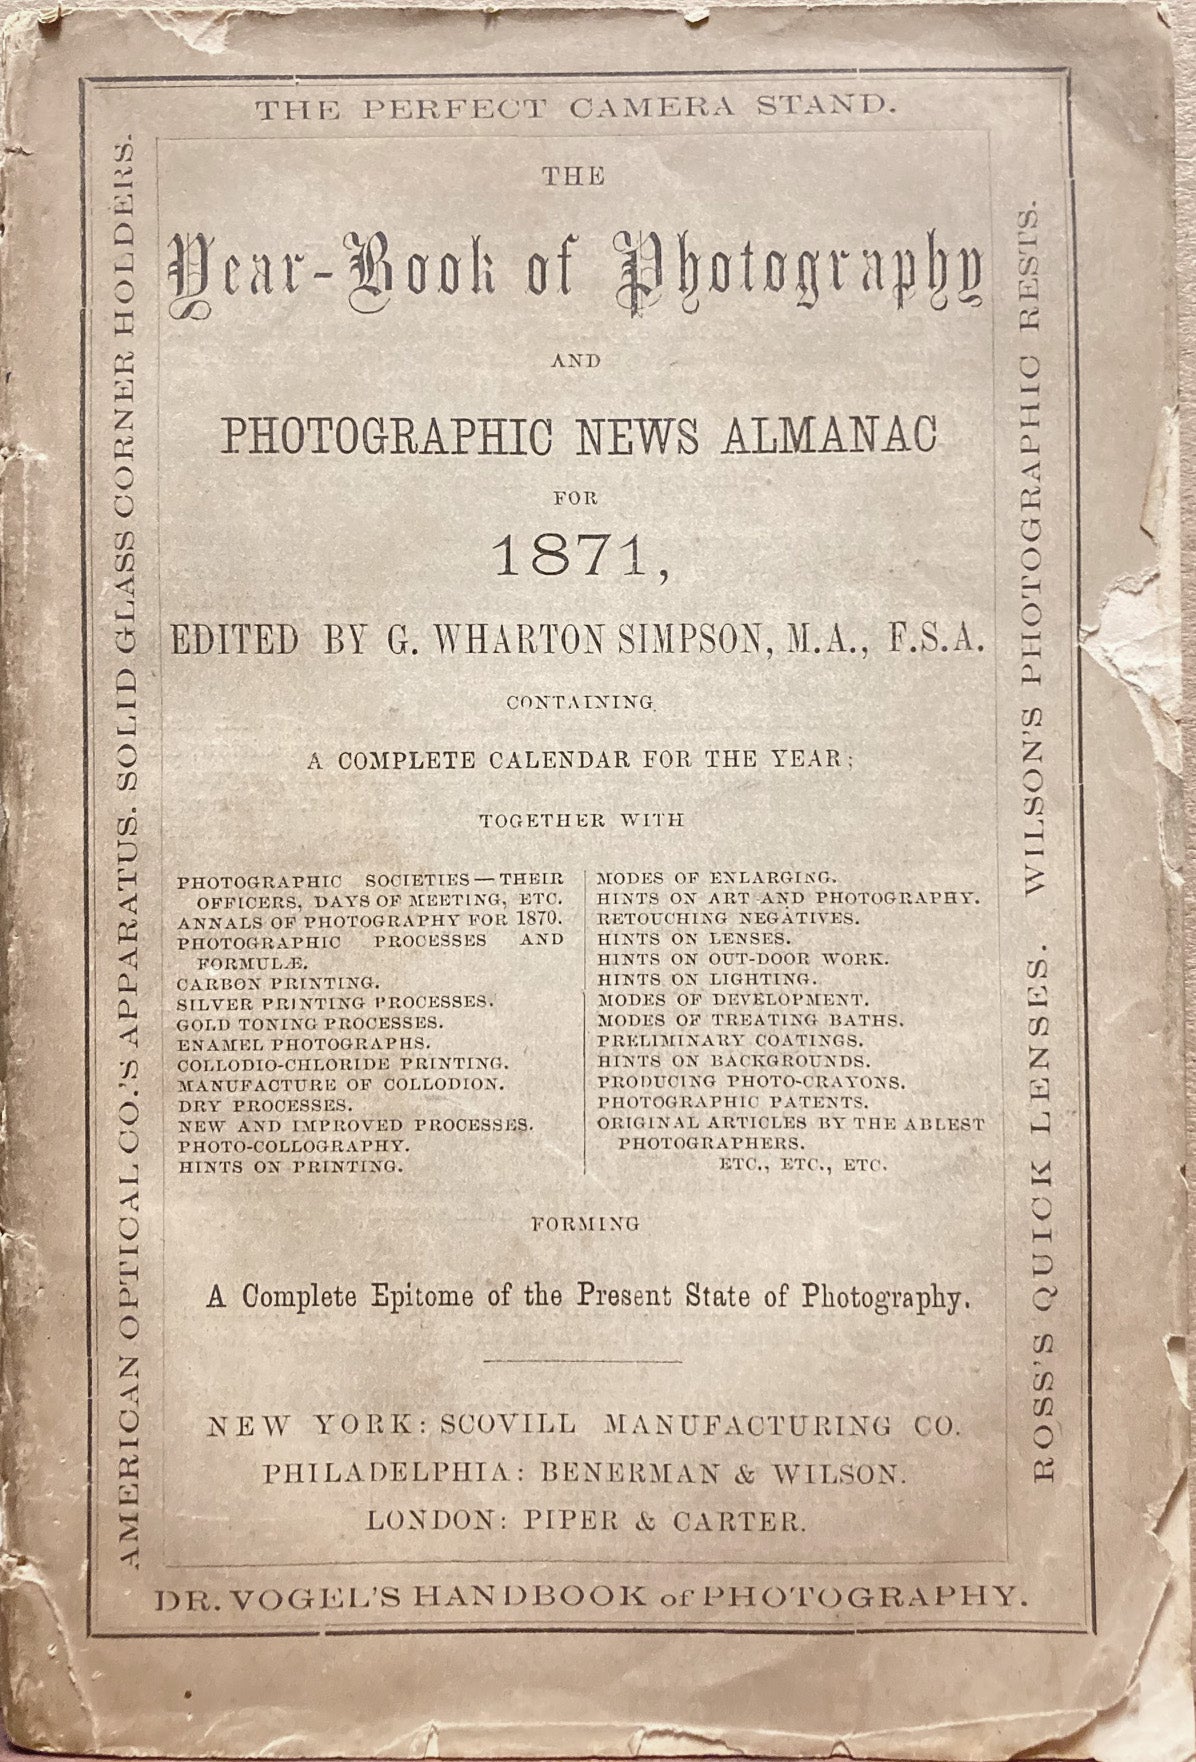 THE PERFECT CAMERA STAND.
AMERICAN OPTICAL CO.'S APPARATUS. SOLID GLASS CORNER HOLDERS.
THE
Year-Book of Photography
AND
PHOTOGRAPHIC NEWS ALMANAC
FOR
1871,
EDITED BY G. WHARTON SIMPSON, M.A., F.S.A.
CONTAINING
A COMPLETE CALENDAR FOR THE YEAR;
TOGETHER WITH
PHOTOGRAPHIC SOCIETIES—THEIR
OFFICERS, DAYS OF MEETING, ETC.
ANNALS OF PHOTOGRAPHY FOR 1870.
PHOTOGRAPHIC PROCESSES AND
FORMULÆ.
CARBON PRINTING.
SILVER PRINTING PROCESSES.
GOLD TONING PROCESSES.
ENAMEL PHOTOGRAPHS.
COLLODIO-CHLORIDE PRINTING.
MANUFACTURE OF COLLODION.
DRY PROCESSES.
NEW AND IMPROVED PROCESSES.
PHOTO-COLLOGRAPHY.
HINTS ON PRINTING.
MODES OF ENLARGING.
HINTS ON ART AND PHOTOGRAPHY.
RETOUCHING NEGATIVES.
HINTS ON LENSES.
HINTS ON OUT-DOOR WORK.
HINTS ON LIGHTING.
MODES OF DEVELOPMENT.
MODES OF TREATING BATHS.
PRELIMINARY COATINGS.
HINTS ON BACKGROUNDS.
PRODUCING PHOTO-CRAYONS.
PHOTOGRAPHIC PATENTS.
ORIGINAL ARTICLES BY THE ABLEST
PHOTOGRAPHERS.
ETC., ETC., ETC.
FORMING
A Complete Epitome of the Present State of Photography.
NEW YORK: SCOVILL MANUFACTURING CO.
PHILADELPHIA: BENERMAN & WILSON.
LONDON: PIPER & CARTER.
ROSS'S QUICK LENSES. WILSON'S PHOTOGRAPHIC RESTS.
DR. VOGEL'S HANDBOOK of PHOTOGRAPHY.